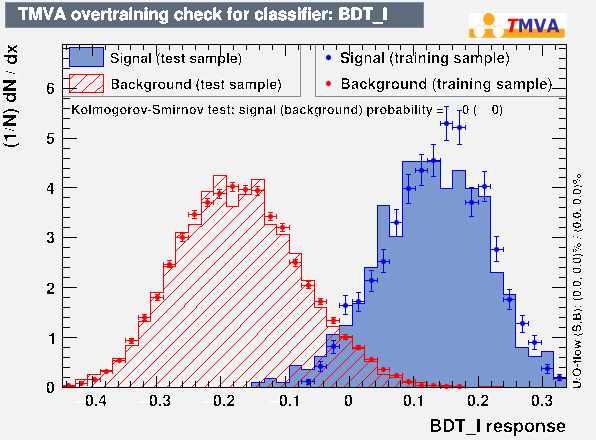 TMVA overtraining check for classifier: BDT_I
TMVA
Signal (test sample)
Background (test sample)
Signal (training sample)
Background (training sample)
Kolmogorov-Smirnov test: signal (background) probability = 0 ( 0)
(1/N) dN / dx
0
1
2
3
4
5
6
−0.4 −0.3 −0.2 −0.1 0 0.1 0.2 0.3
BDT_I response
U/O-flow (S,B): (0.0, 0.0)% / (0.0, 0.0)%